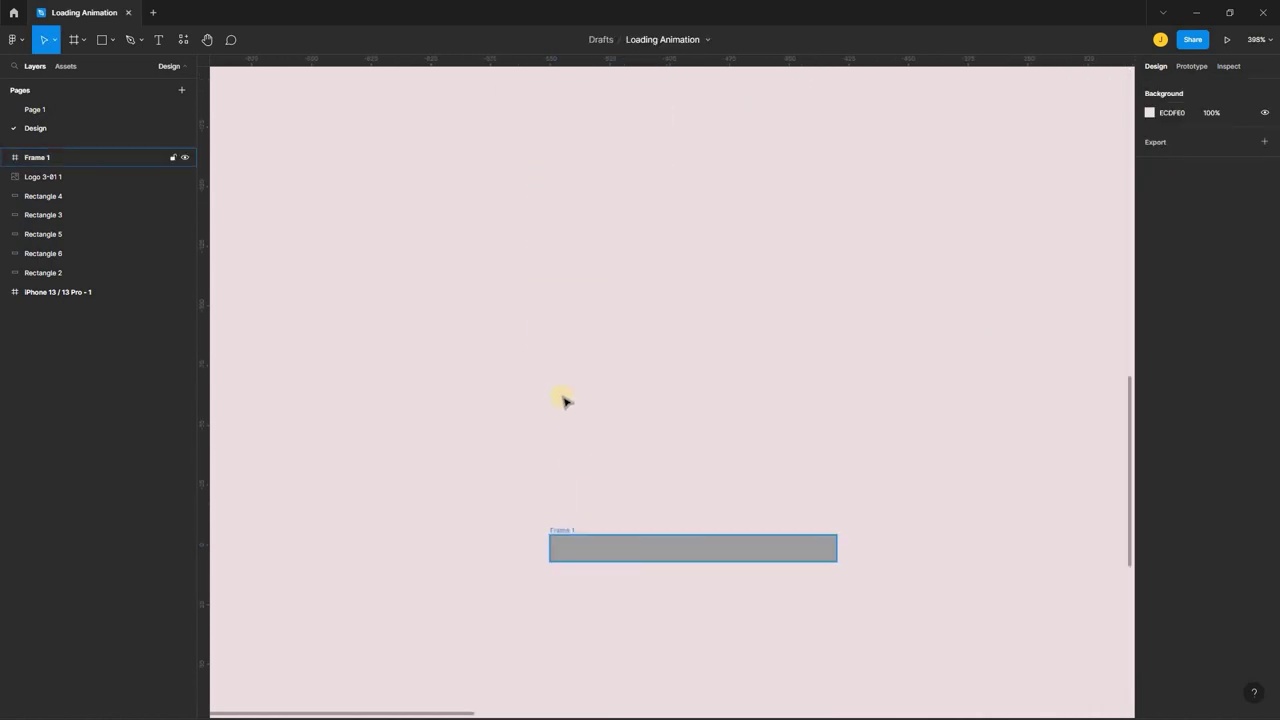 Loading Animation
Drafts / Loading Animation
J
Share
398%
Layers
Assets
Design
Design
Prototype
Inspect
Pages
Background
Page 1
ECDFE0
100%
Design
Export
Frame 1
Logo 3-01 1
Rectangle 4
Rectangle 3
Rectangle 5
Rectangle 6
Rectangle 2
iPhone 13 / 13 Pro - 1
Frame 1
?